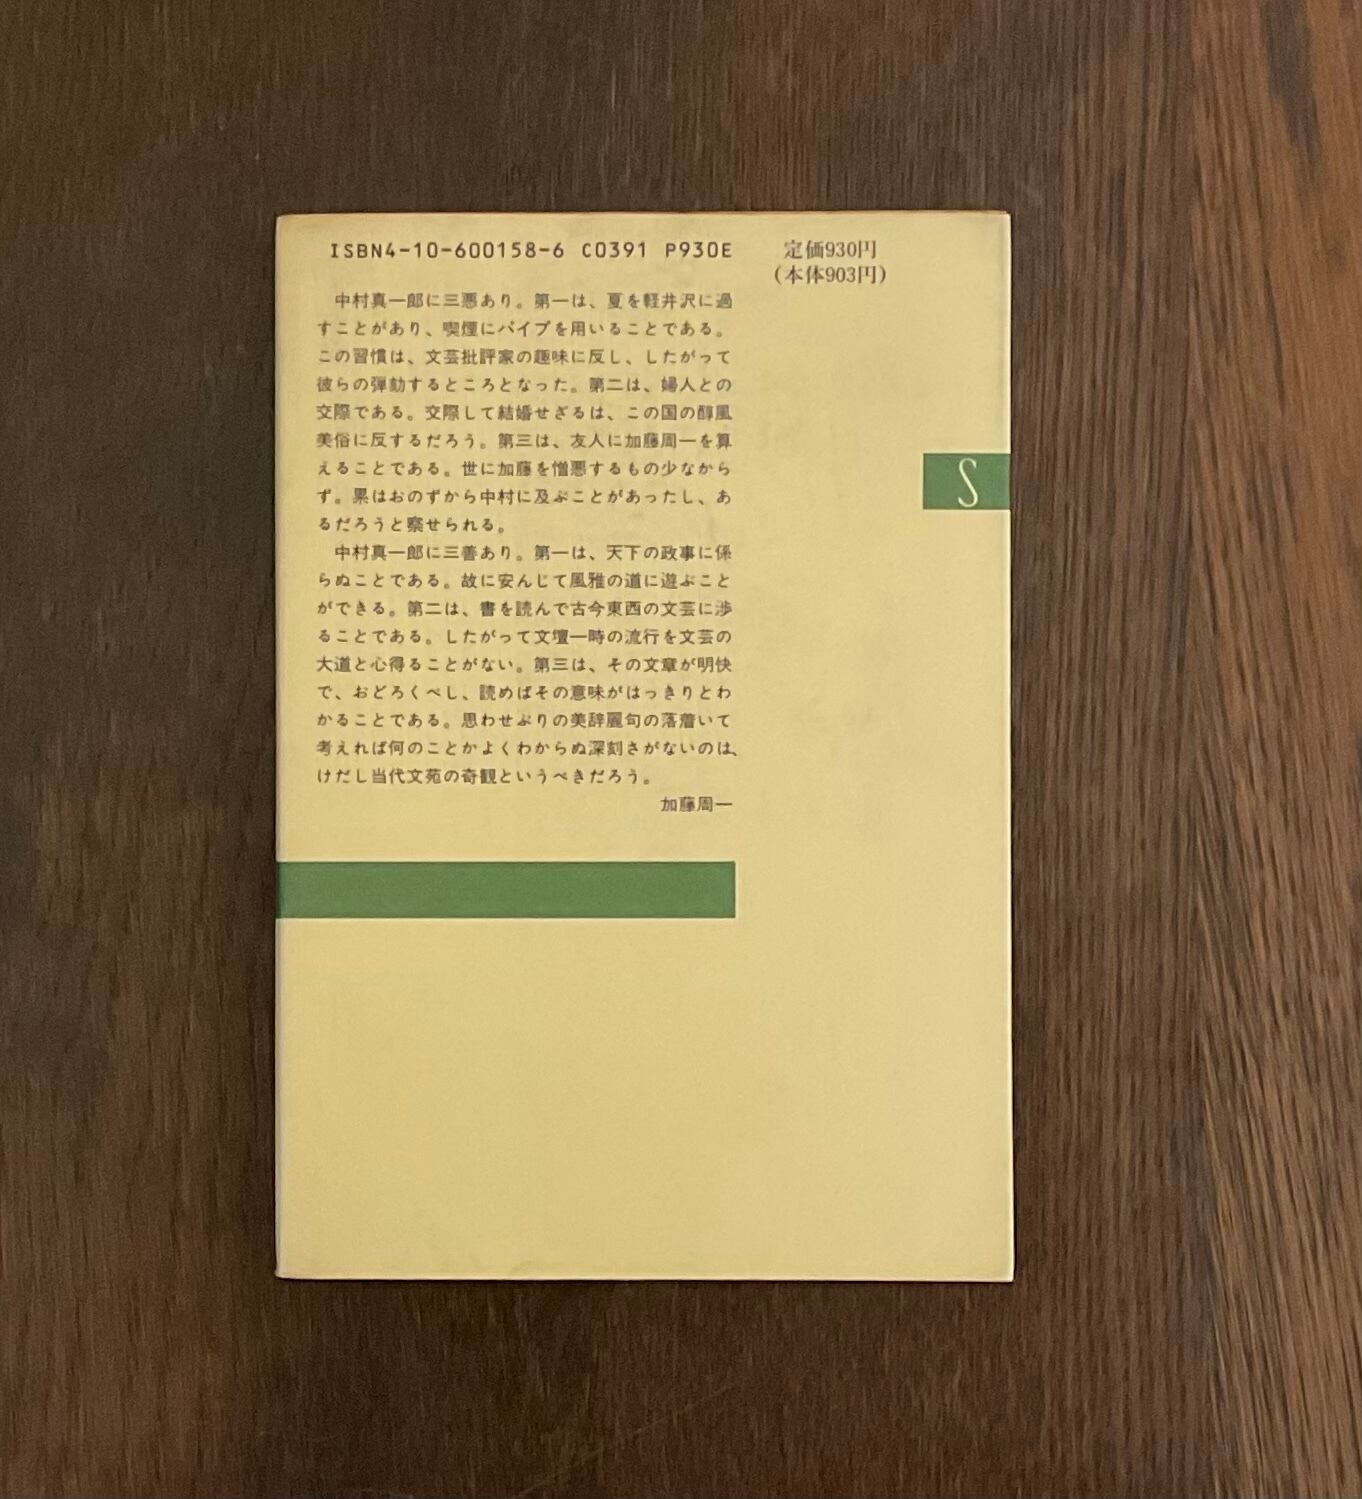 ISBN4-10-600158-6 C0391 P930E 定価930円
(本体903円)
中村真一郎に三悪あり。第一は、夏を軽井沢に過
すことがあり、喫煙にパイプを用いることである。
この習慣は、文芸批評家の趣味に反し、したがって
彼らの弾劾するところとなった。第二は、婦人との
交際である。交際して結婚せざるは、この国の醇風
美俗に反するだろう。第三は、友人に加藤周一を算
えることである。世に加藤を憎悪するもの少なから
ず。累はおのずから中村に及ぶことがあったし、あ
るだろうと察せられる。
中村真一郎に三善あり。第一は、天下の政事に係
らぬことである。故に安んじて風雅の道に遊ぶこと
ができる。第二は、書を読んで古今東西の文芸に渉
ることである。したがって文壇一時の流行を文芸の
大道と心得ることがない。第三は、その文章が明快
で、おどろくべし、読めばその意味がはっきりとわ
かることである。思わせぶりの美辞麗句の落着いて
考えれば何のことかよくわからぬ深刻さがないのは、
けだし当代文苑の奇観というべきだろう。
加藤周一
S